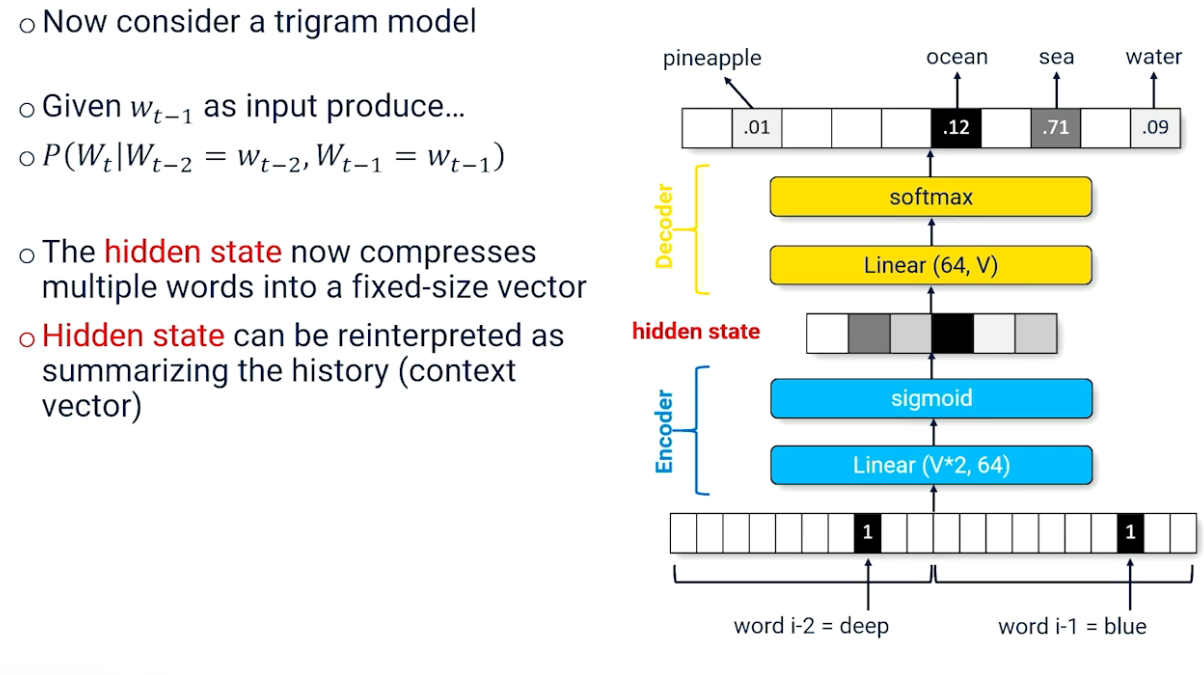 ○ Now consider a trigram model
○ Given w_{t−1} as input produce...
○ P(W_t|W_{t−2} = w_{t−2}, W_{t−1} = w_{t−1})
○ The hidden state now compresses
multiple words into a fixed-size vector
○ Hidden state can be reinterpreted as
summarizing the history (context
vector)
pineapple ocean sea water
.01 .12 .71 .09
Decoder
softmax
Linear (64, V)
hidden state
Encoder
sigmoid
Linear (V*2, 64)
1 1
word i-2 = deep word i-1 = blue